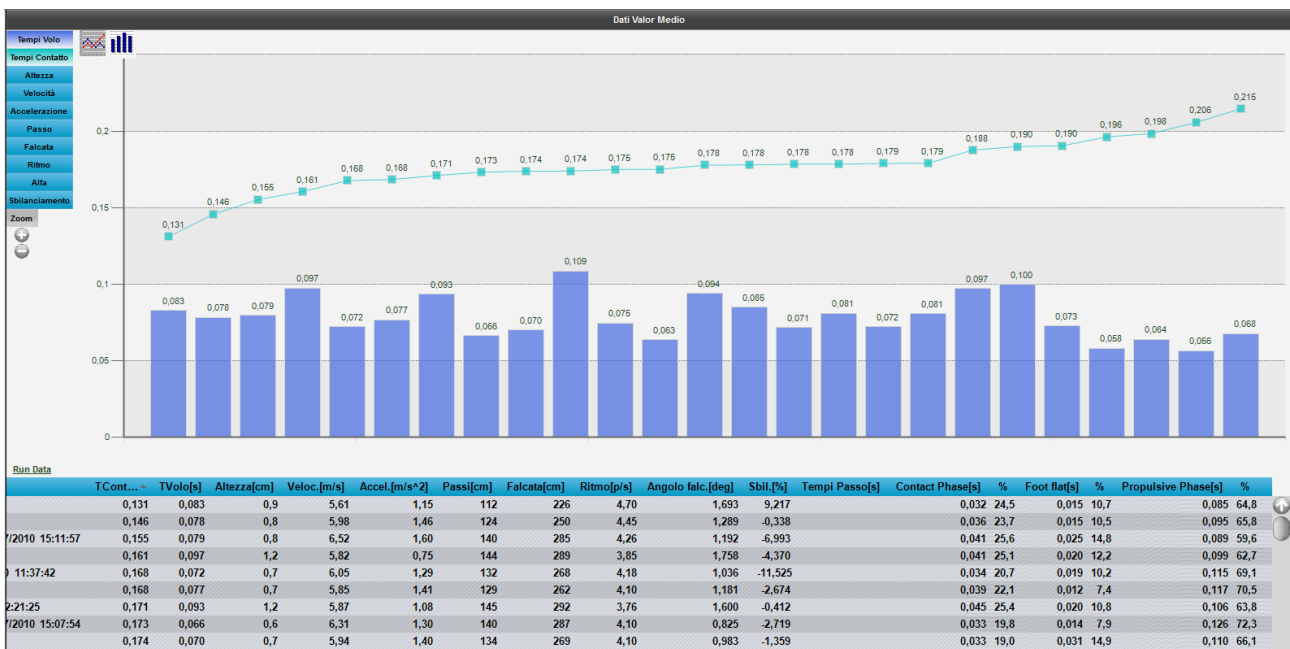 Dati Valor Medio
Tempi Volo
Tempi Contatto
Altezza
Velocità
Accelerazione
Passo
Falcata
Ritmo
Alfa
Sbilanciamento
Zoom
0,2
0,15
0,1
0,05
0
0,131 0,146 0,155 0,161 0,168 0,168 0,171 0,173 0,174 0,174 0,175 0,175 0,178 0,178 0,178 0,178 0,179 0,179 0,188 0,190 0,190 0,196 0,198 0,206 0,215
0,083 0,078 0,079 0,097 0,072 0,077 0,093 0,066 0,070 0,109 0,075 0,063 0,094 0,085 0,071 0,081 0,072 0,081 0,097 0,100 0,073 0,058 0,064 0,056 0,068
Run Data
TCont... TVolo[s] Altezza[cm] Veloc.[m/s] Accel.[m/s^2] Passi[cm] Falcata[cm] Ritmo[p/s] Angolo falc.[deg] Sbil.[%] Tempi Passo[s] Contact Phase[s] % Foot flat[s] % Propulsive Phase[s] %
0,131 0,083 0,9 5,61 1,15 112 226 4,70 1,693 9,217 0,032 24,5 0,015 10,7 0,085 64,8
0,146 0,078 0,8 5,98 1,46 124 250 4,45 1,289 -0,338 0,036 23,7 0,015 10,5 0,095 65,8
7/2010 15:11:57 0,155 0,079 0,8 6,52 1,60 140 285 4,26 1,192 -6,993 0,041 25,6 0,025 14,8 0,089 59,6
0,161 0,097 1,2 5,82 0,75 144 289 3,85 1,758 -4,370 0,041 25,1 0,020 12,2 0,099 62,7
11:37:42 0,168 0,072 0,7 6,05 1,29 132 268 4,18 1,036 -11,525 0,034 20,7 0,019 10,2 0,115 69,1
0,168 0,077 0,7 5,85 1,41 129 262 4,10 1,181 -2,674 0,039 22,1 0,012 7,4 0,117 70,5
2:21:25 0,171 0,093 1,2 5,87 1,08 145 292 3,76 1,600 -0,412 0,045 25,4 0,020 10,8 0,106 63,8
7/2010 15:07:54 0,173 0,066 0,6 6,31 1,30 140 287 4,10 0,825 -2,719 0,033 19,8 0,014 7,9 0,126 72,3
0,174 0,070 0,7 5,94 1,40 134 269 4,10 0,983 -1,359 0,033 19,0 0,031 14,9 0,110 66,1